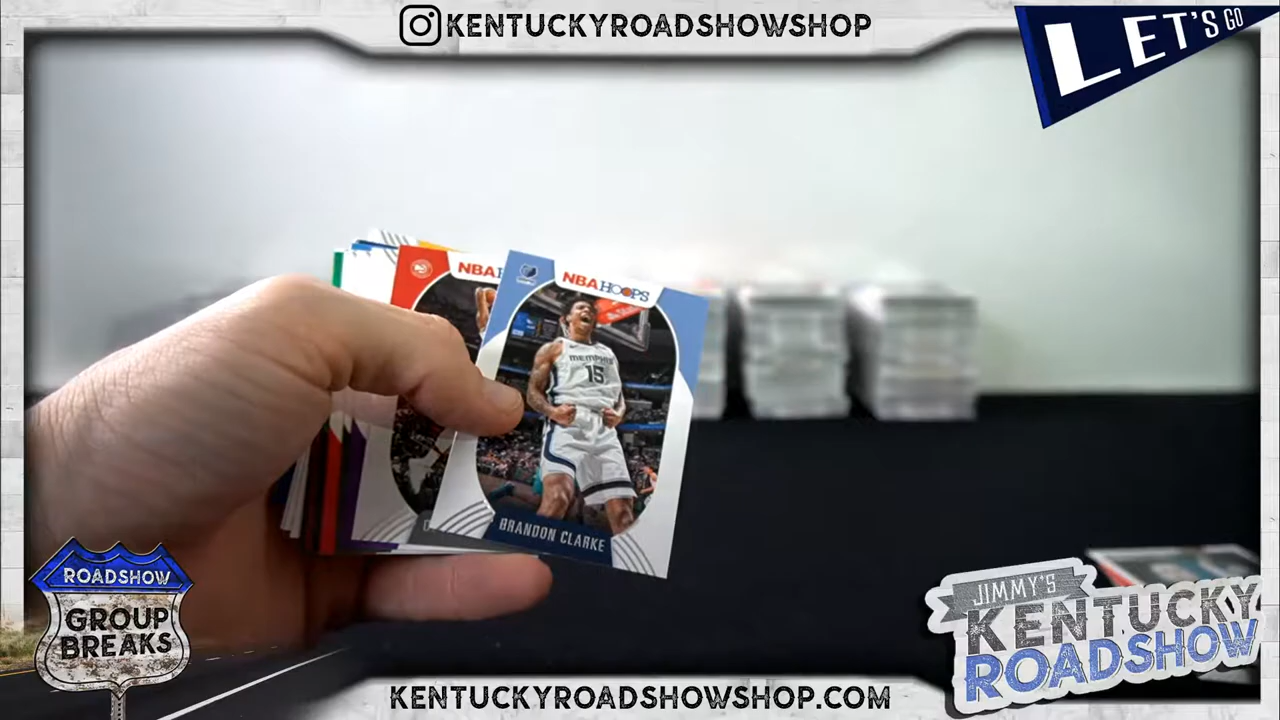 KENTUCKYROADSHOWSHOP
LET'S GO
NBA
NBA HOOPS
MEMPHIS
15
BRANDON CLARKE
ROADSHOW
GROUP
BREAKS
JIMMY'S
KENTUCKY
ROADSHOW
KENTUCKYROADSHOWSHOP.COM